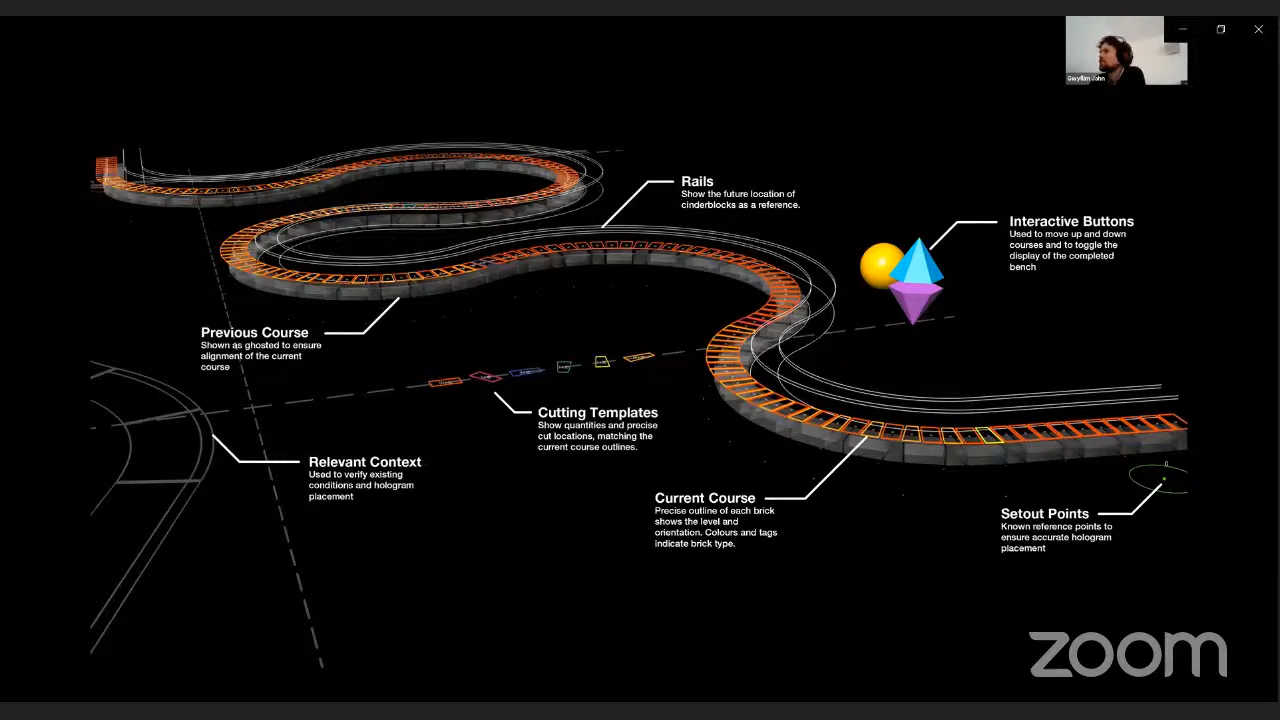 Gwyllim Jahn
Rails
Show the future location of
cinderblocks as a reference.
Interactive Buttons
Used to move up and down
courses and to toggle the
display of the completed
bench
Previous Course
Shown as ghosted to ensure
alignment of the current
course
Cutting Templates
Show quantities and precise
cut locations, matching the
current course outlines.
Relevant Context
Used to verify existing
conditions and hologram
placement
Current Course
Precise outline of each brick
shows the level and
orientation. Colours and tags
indicate brick type.
Setout Points
Known reference points to
ensure accurate hologram
placement
zoom